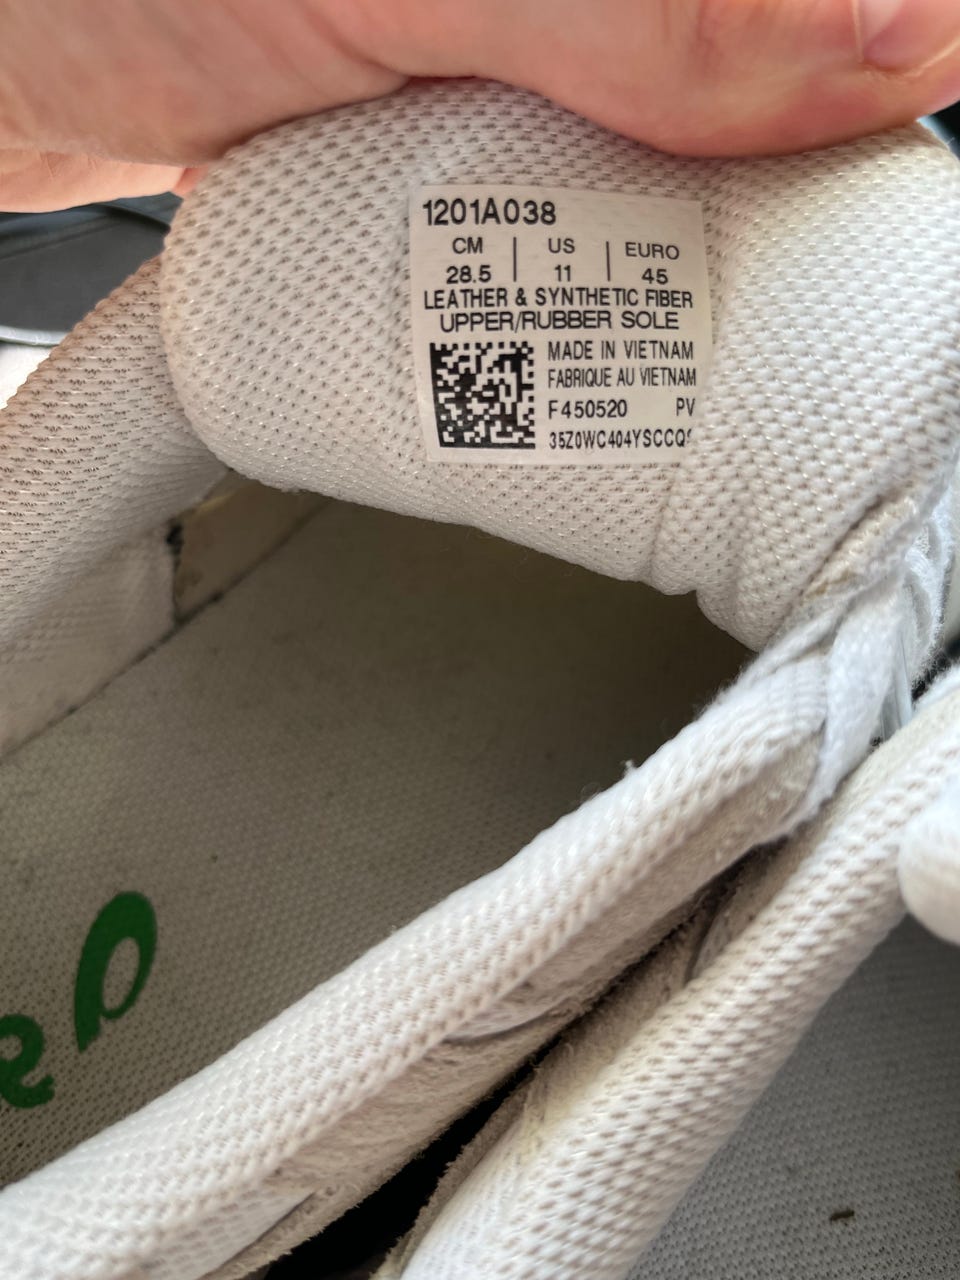 1201A038
CM | US | EURO
28.5 | 11 | 45
LEATHER & SYNTHETIC FIBER
UPPER/RUBBER SOLE
MADE IN VIETNAM
FABRIQUE AU VIETNAM
F450520 PV